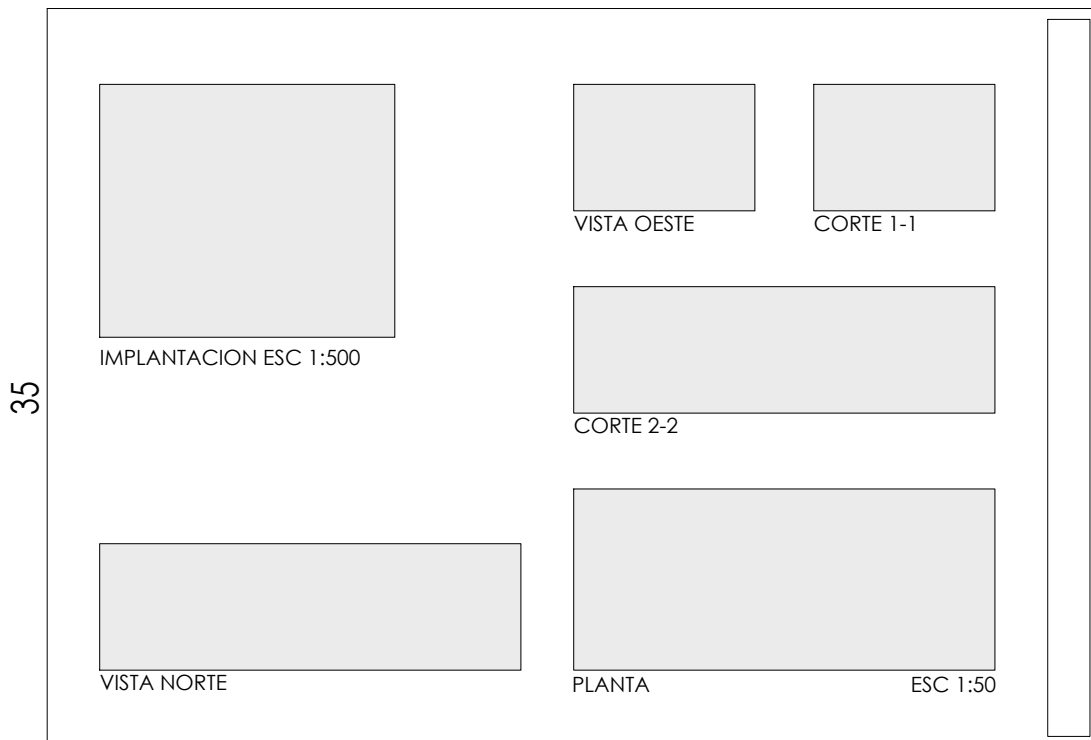 VISTA OESTE
CORTE 1-1
IMPLANTACION ESC 1:500
35
CORTE 2-2
VISTA NORTE
PLANTA
ESC 1:50